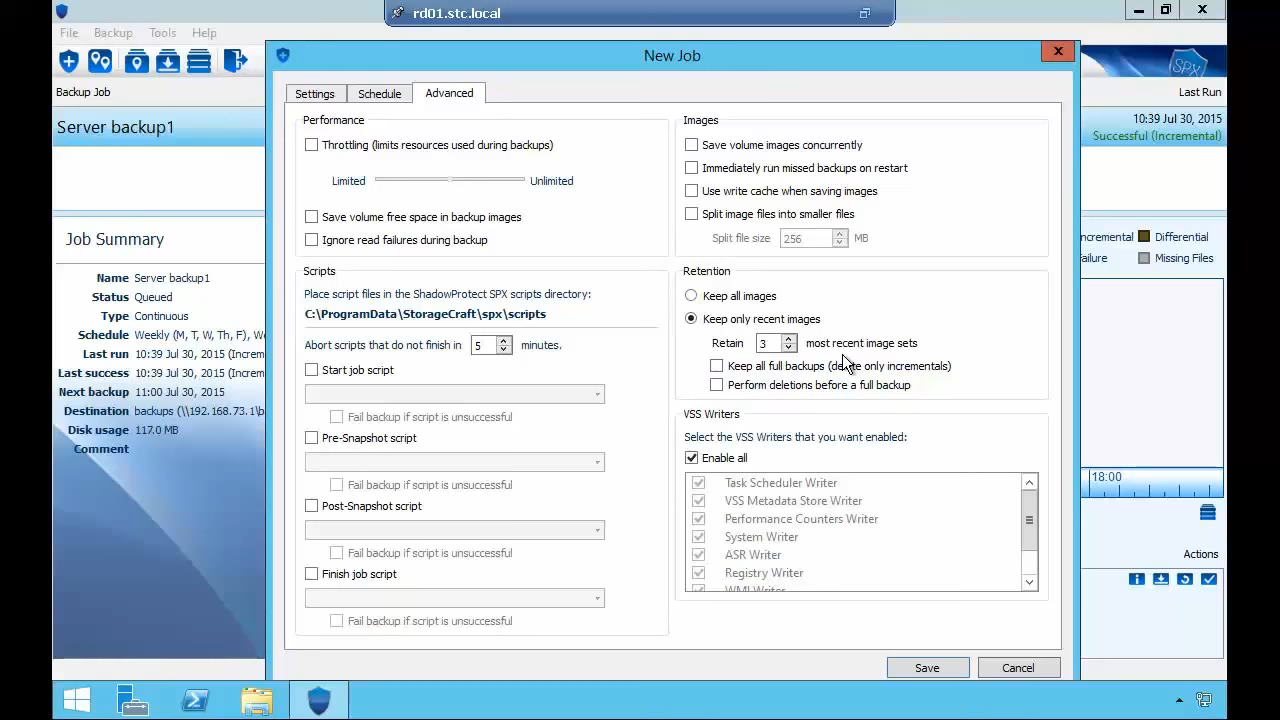 rd01.stc.local
File Backup Tools Help
New Job
SPX
Backup Job
Last Run
Server backup1
10:39 Jul 30, 2015
Successful (Incremental)
Job Summary
Name Server backup1
Status Queued
Type Continuous
Schedule Weekly (M, T, W, Th, F)
Last run 10:39 Jul 30, 2015 (Increm
Last success 10:39 Jul 30, 2015 (Increm
Next backup 11:00 Jul 30, 2015
Destination backups (\\192.168.73.1\b
Disk usage 117.0 MB
Comment
Settings Schedule Advanced
Performance
Throttling (limits resources used during backups)
Limited Unlimited
Save volume free space in backup images
Ignore read failures during backup
Scripts
Place script files in the ShadowProtect SPX scripts directory:
C:\ProgramData\StorageCraft\spx\scripts
Abort scripts that do not finish in 5 minutes.
Start job script
Fail backup if script is unsuccessful
Pre-Snapshot script
Fail backup if script is unsuccessful
Post-Snapshot script
Fail backup if script is unsuccessful
Finish job script
Fail backup if script is unsuccessful
Images
Save volume images concurrently
Immediately run missed backups on restart
Use write cache when saving images
Split image files into smaller files
Split file size 256 MB
Retention
Keep all images
Keep only recent images
Retain 3 most recent image sets
Keep all full backups (delete only incrementals)
Perform deletions before a full backup
VSS Writers
Select the VSS Writers that you want enabled:
Enable all
Task Scheduler Writer
VSS Metadata Store Writer
Performance Counters Writer
System Writer
ASR Writer
Registry Writer
WMI Writer
Save Cancel
cremental Differential
ailure Missing Files
18:00
Actions